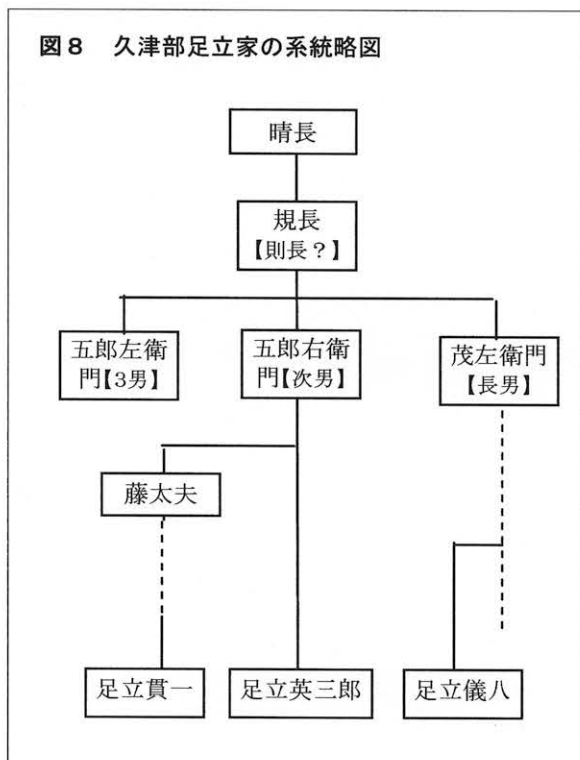 図8 久津部足立家の系統略図
晴長
規長
【則長?】
五郎左衛
門【3男】
五郎右衛
門【次男】
茂左衛門
【長男】
藤太夫
足立貫一
足立英三郎
足立儀八